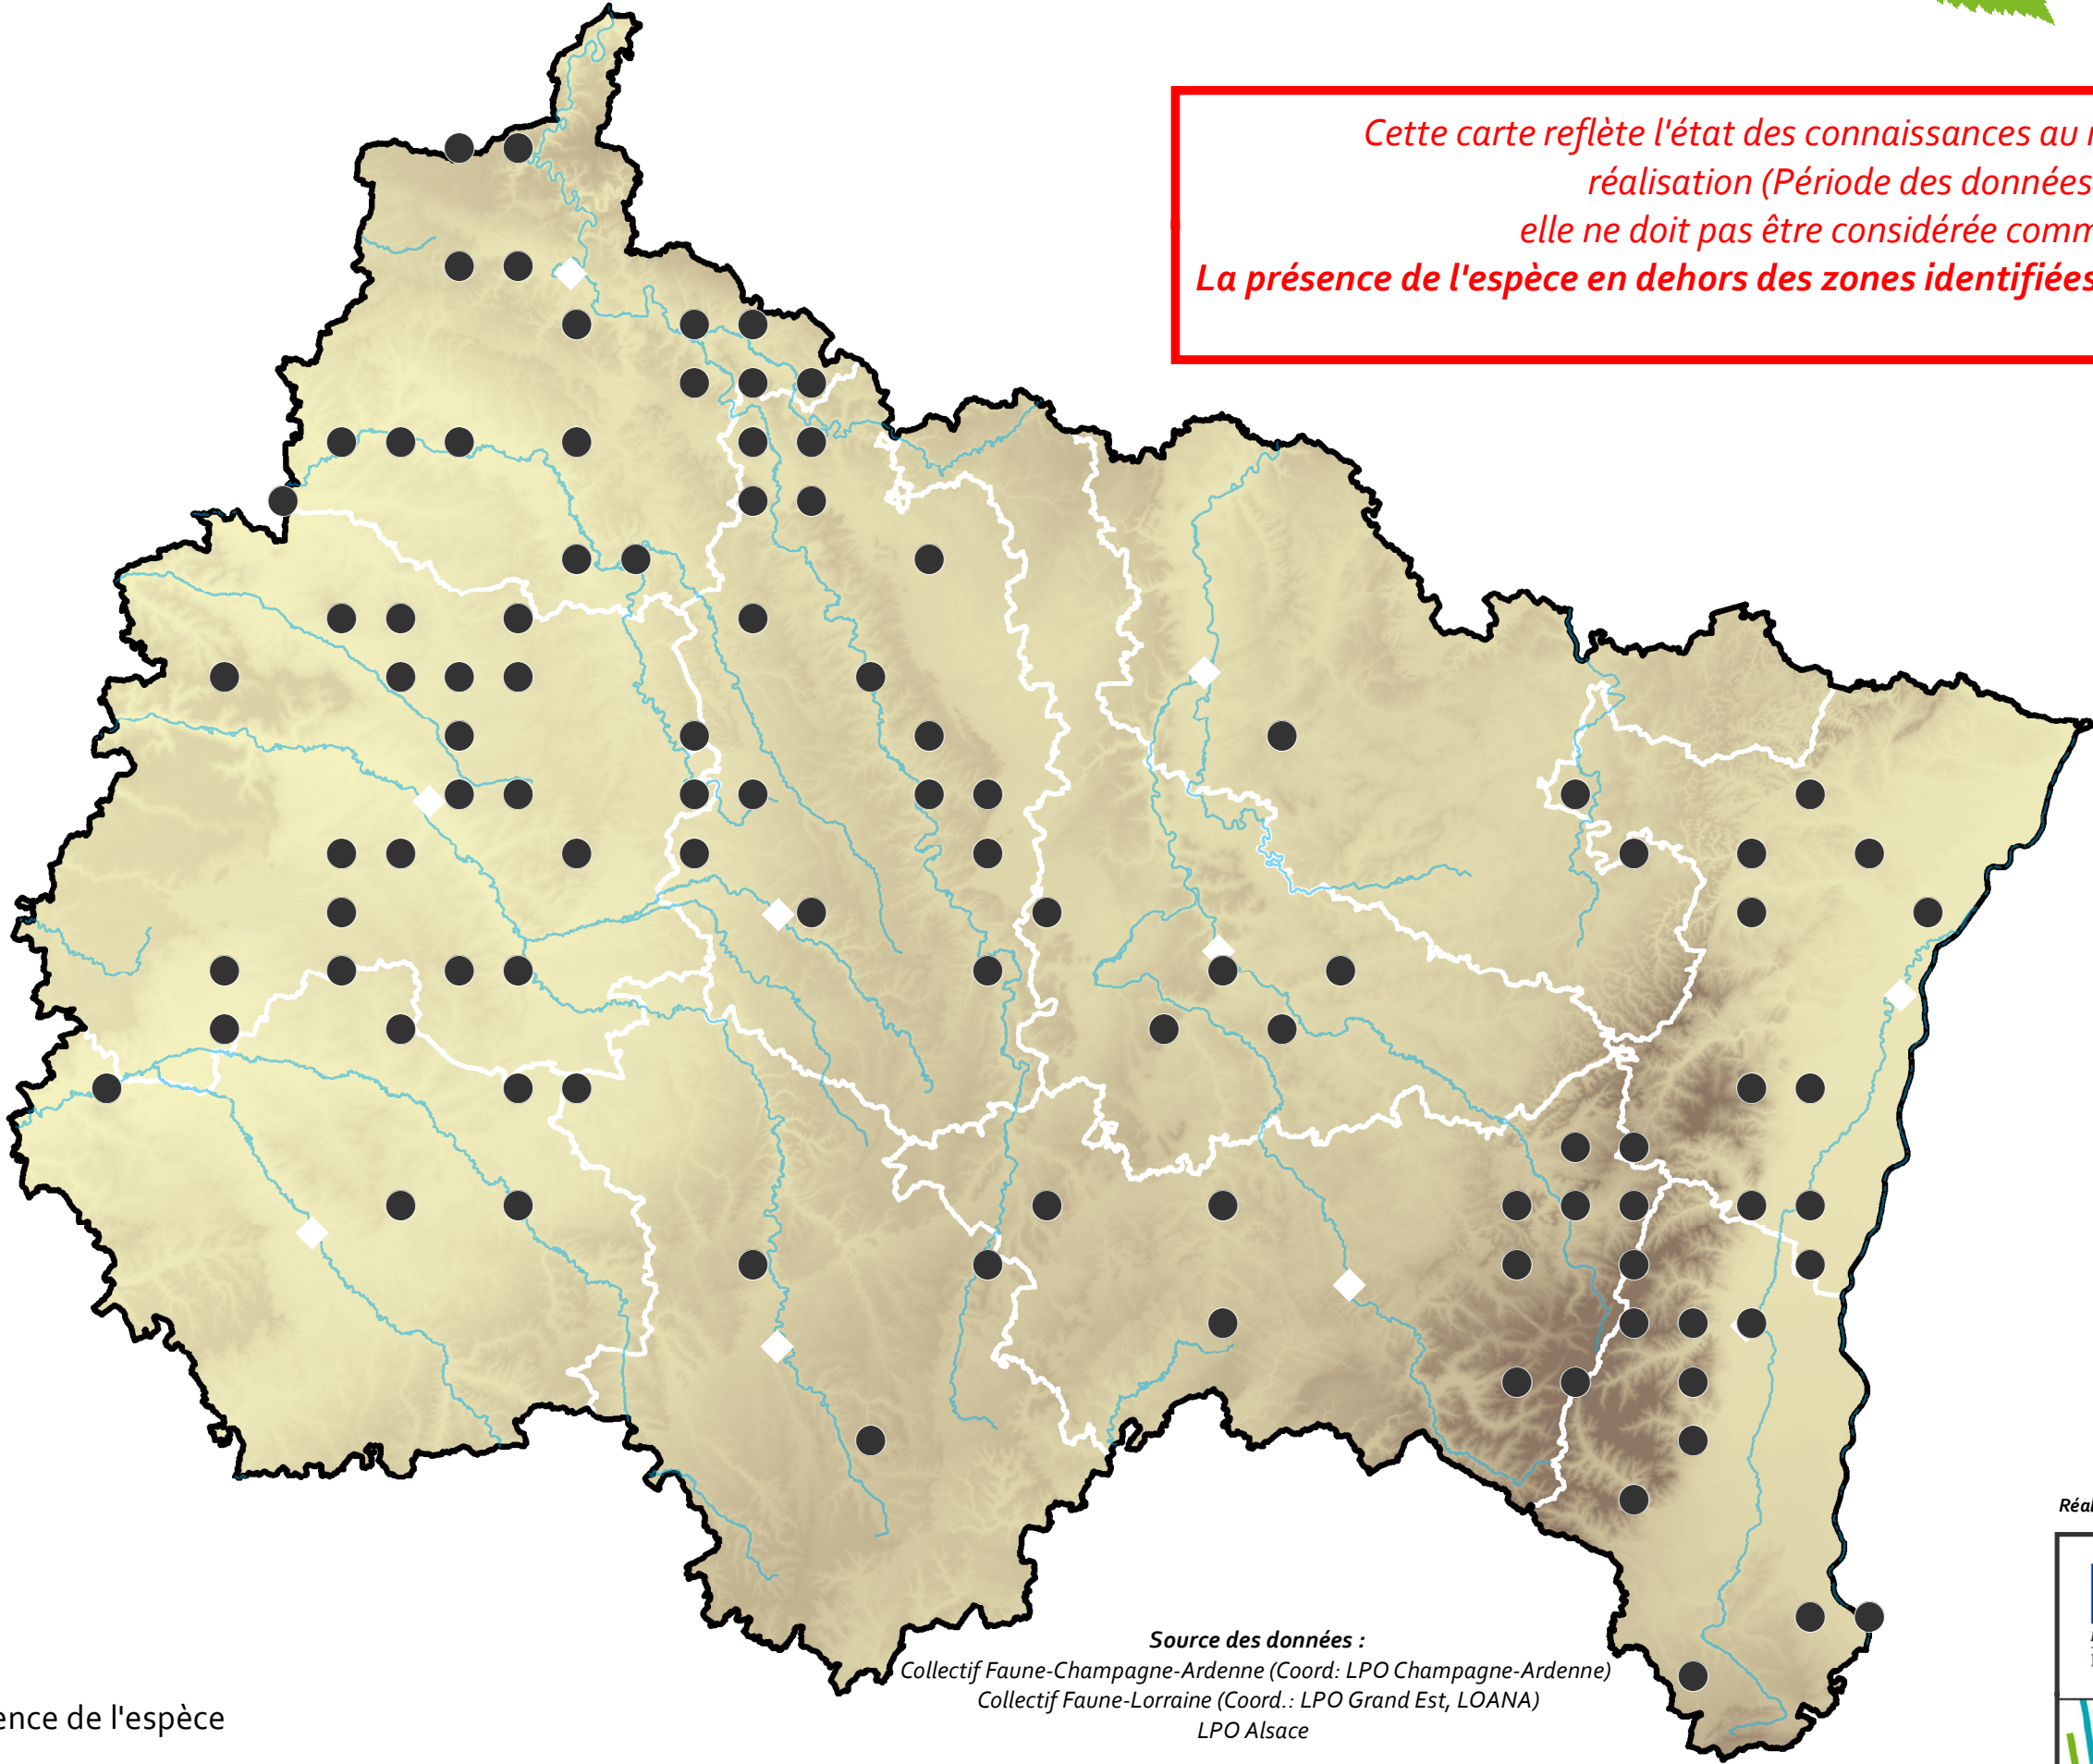 Cette carte reflète l'état des connaissances au
réalisation (Période des données
elle ne doit pas être considérée comm
La présence de l'espèce en dehors des zones identifiées
Réal
Source des données :
Collectif Faune-Champagne-Ardenne (Coord: LPO Champagne-Ardenne)
Collectif Faune-Lorraine (Coord.: LPO Grand Est, LOANA)
LPO Alsace
ence de l'espèce